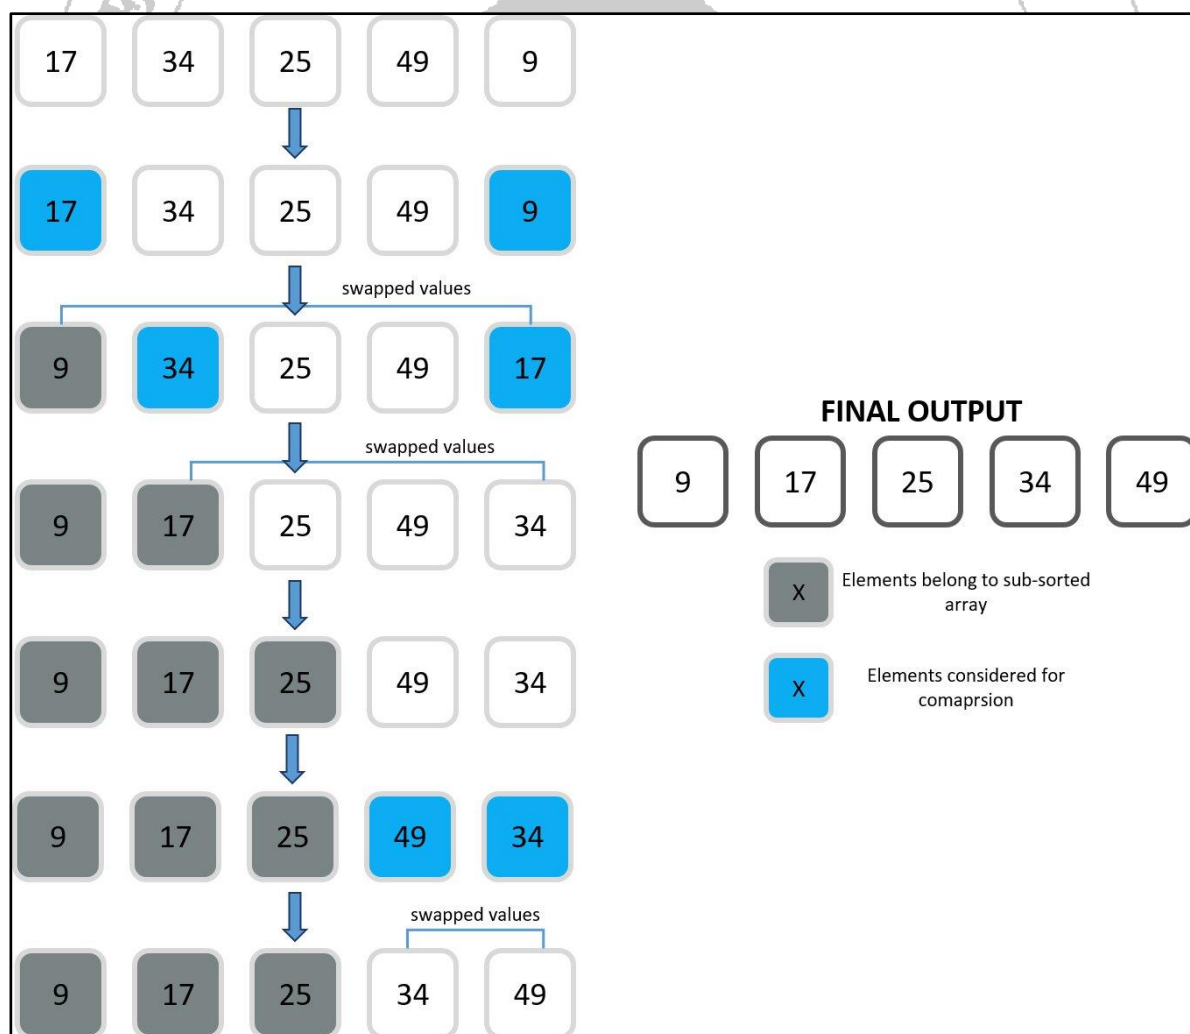 17 34 25 49 9
17 34 25 49 9
swapped values
9 34 25 49 17
swapped values
9 17 25 49 34
9 17 25 49 34
9 17 25 49 34
swapped values
9 17 25 34 49
FINAL OUTPUT
9 17 25 34 49
X
Elements belong to sub-sorted
array
X
Elements considered for
comaprsion